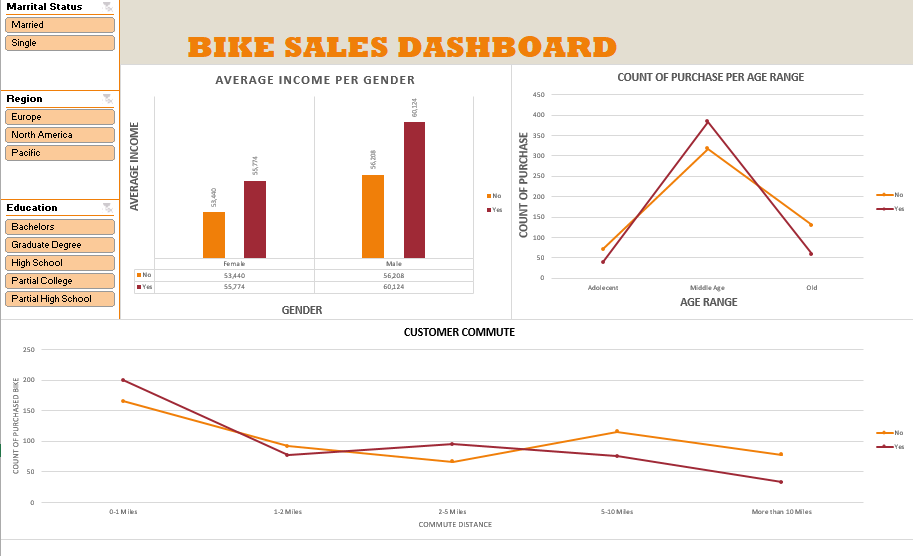 Marrital Status
Married
Single
Region
Europe
North America
Pacific
Education
Bachelors
Graduate Degree
High School
Partial College
Partial High School
BIKE SALES DASHBOARD
AVERAGE INCOME PER GENDER
AVERAGE INCOME
53,440
55,774
56,208
60,124
Female Male
No 53,440 56,208
Yes 55,774 60,124
GENDER
No
Yes
COUNT OF PURCHASE PER AGE RANGE
COUNT OF PURCHASE
450
400
350
300
250
200
150
100
50
0
Adolecent Middle Age Old
AGE RANGE
No
Yes
CUSTOMER COMMUTE
COUNT OF PURCHASED BIKE
250
200
150
100
50
0
0-1 Miles 1-2 Miles 2-5 Miles 5-10 Miles More than 10 Miles
COMMUTE DISTANCE
No
Yes